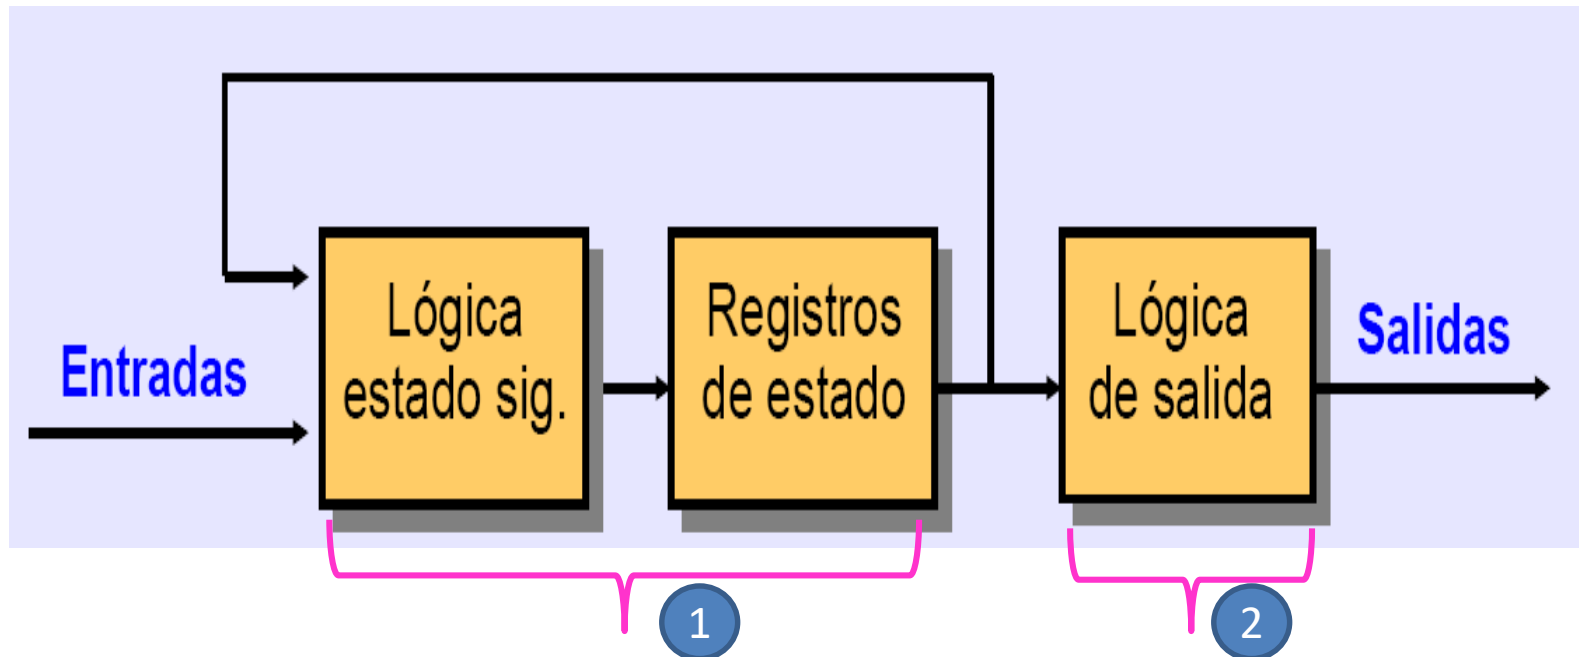 Entradas
Lógica
estado sig.
Registros
de estado
Lógica
de salida
Salidas
1
2